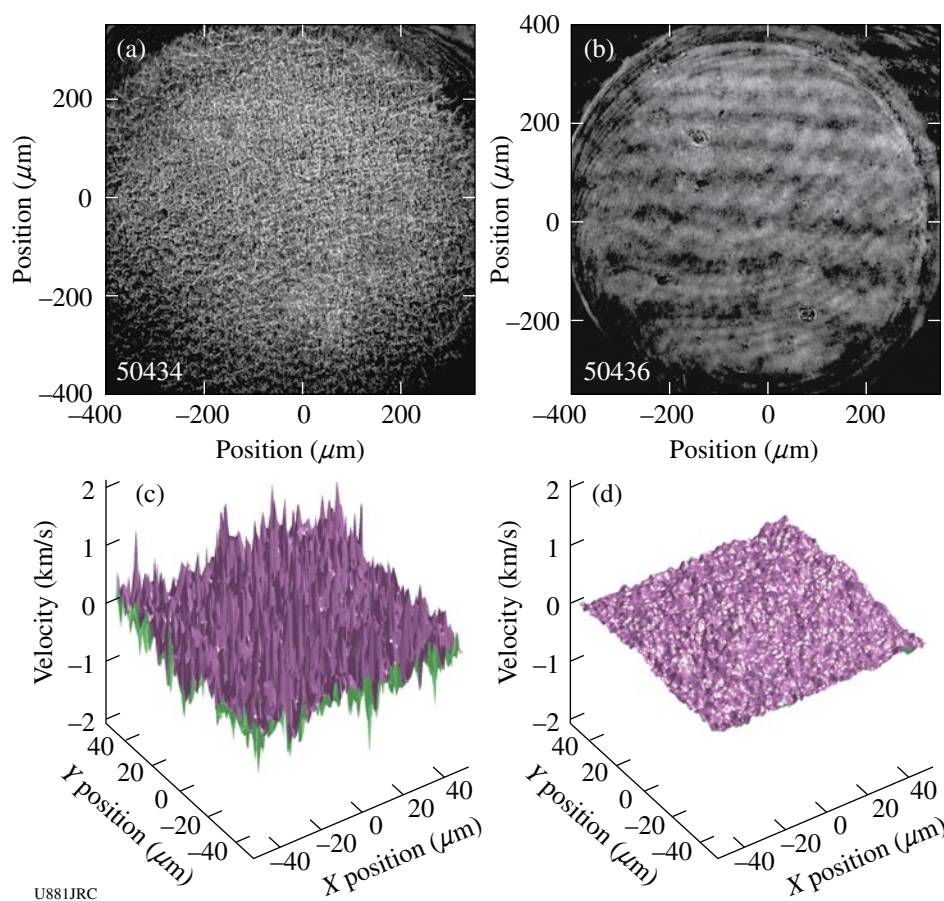 (a)
200
0
−200
−400
50434
−400 −200 0 200
Position (μm)
Position (μm)
(b)
400
200
0
−200
50436
−400 −200 0 200
Position (μm)
Position (μm)
(c)
2
1
0
−1
−2
Velocity (km/s)
40
20
0
−20
−40
Y position (μm)
−40
−20
0
20
40
X position (μm)
(d)
2
1
0
−1
−2
Velocity (km/s)
40
20
0
−20
−40
Y position (μm)
−40
−20
0
20
40
X position (μm)
U881JRC